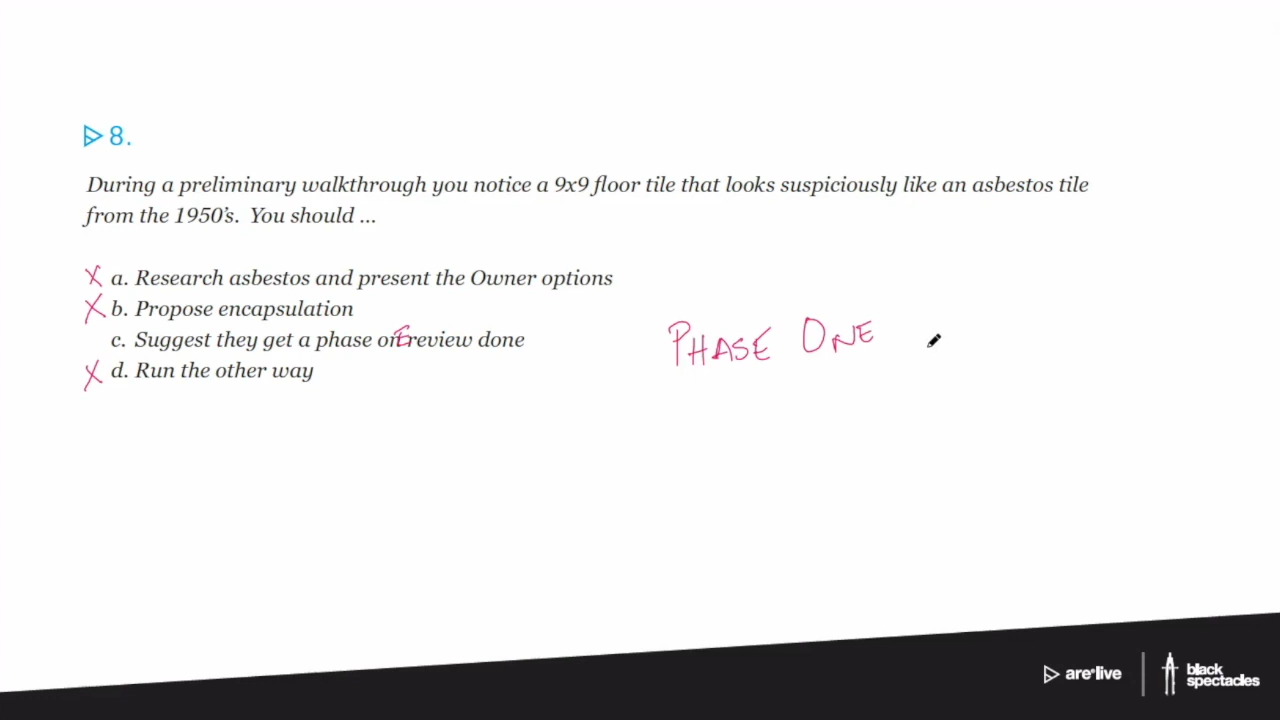 8.
During a preliminary walkthrough you notice a 9x9 floor tile that looks suspiciously like an asbestos tile
from the 1950's. You should ...
X a. Research asbestos and present the Owner options
X b. Propose encapsulation
c. Suggest they get a phase onE review done
PHASE ONE
X d. Run the other way
are live
black
spectacles